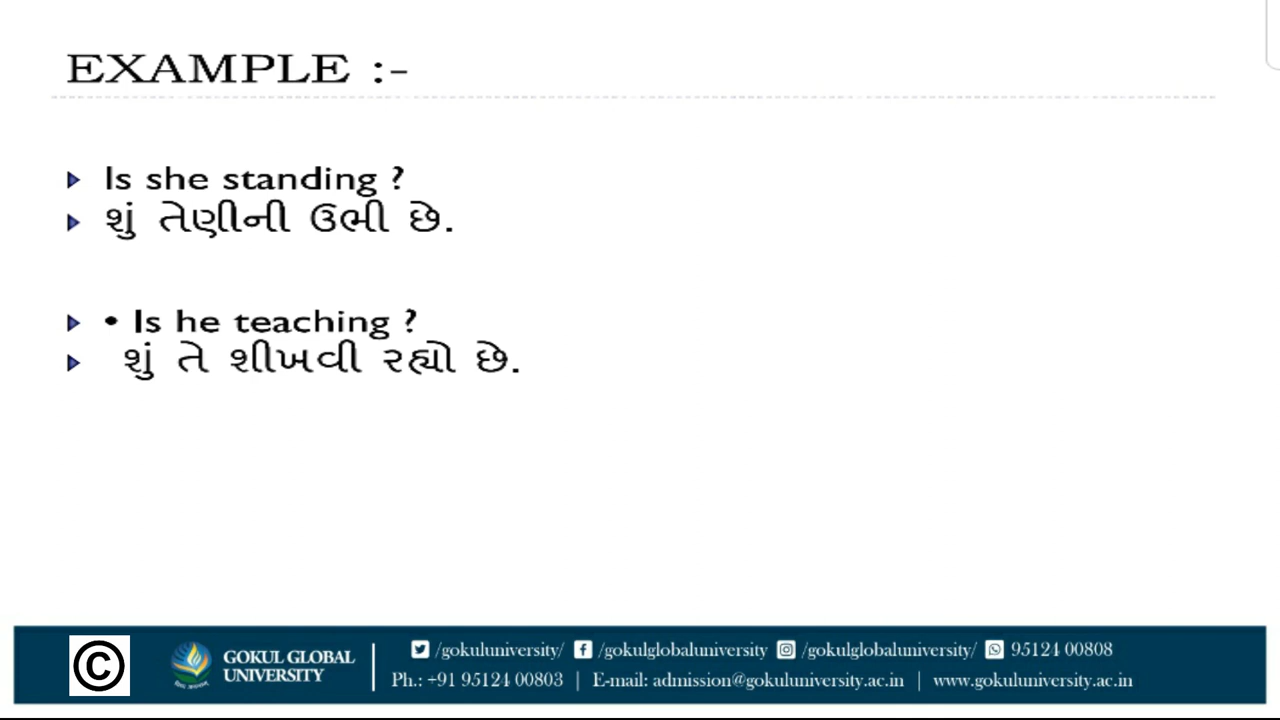 EXAMPLE :-
Is she standing ?
શું તેણીની ઉભી છે.
• Is he teaching ?
શું તે શીખવી રહ્યો છે.
©
GOKUL GLOBAL
UNIVERSITY
/gokuluniversity/ /gokulglobaluniversity /gokulglobaluniversity/ 95124 00808
Ph.: +91 95124 00803 | E-mail: admission@gokuluniversity.ac.in | www.gokuluniversity.ac.in